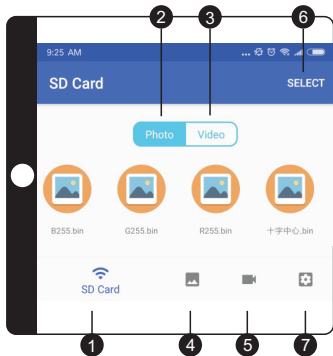 2 3 6
9:25 AM ...
SD Card SELECT
Photo Video
B255.bin G255.bin R255.bin 十字中心.bin
SD Card
1 4 5 7